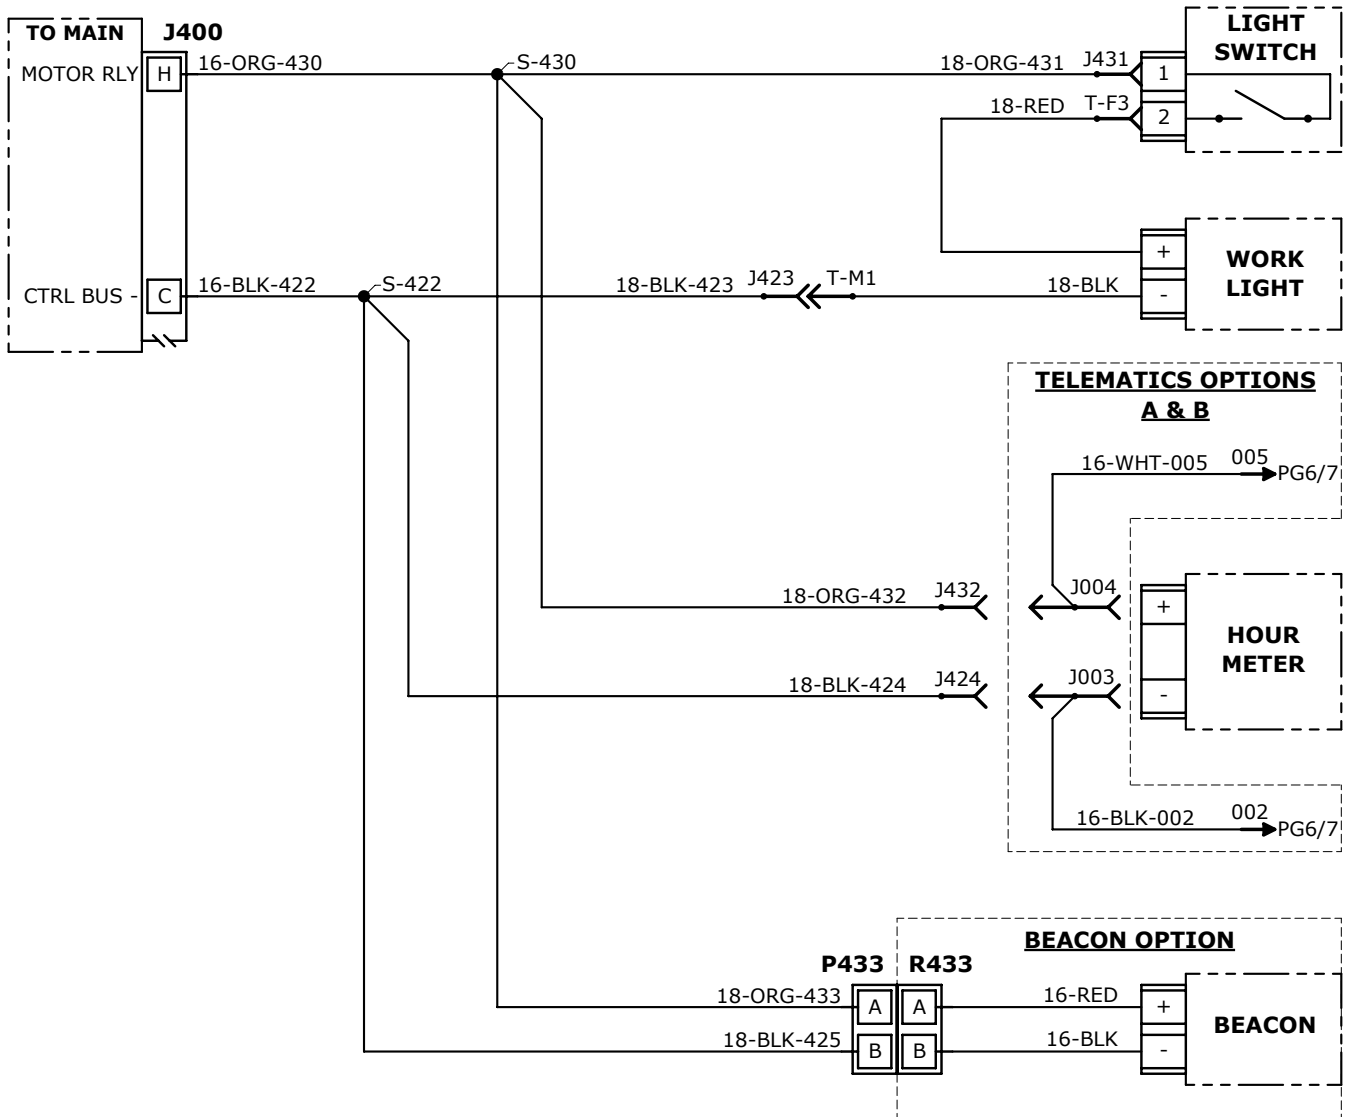 TO MAIN
J400
MOTOR RLY
H
16-ORG-430
S-430
18-ORG-431
J431
1
LIGHT
SWITCH
18-RED
T-F3
2
+
WORK
LIGHT
CTRL BUS -
C
16-BLK-422
S-422
18-BLK-423
J423
T-M1
18-BLK
-
TELEMATICS OPTIONS
A & B
16-WHT-005
005
PG6/7
18-ORG-432
J432
J004
+
HOUR
METER
18-BLK-424
J424
J003
-
16-BLK-002
002
PG6/7
BEACON OPTION
P433
R433
18-ORG-433
A
A
16-RED
+
BEACON
18-BLK-425
B
B
16-BLK
-